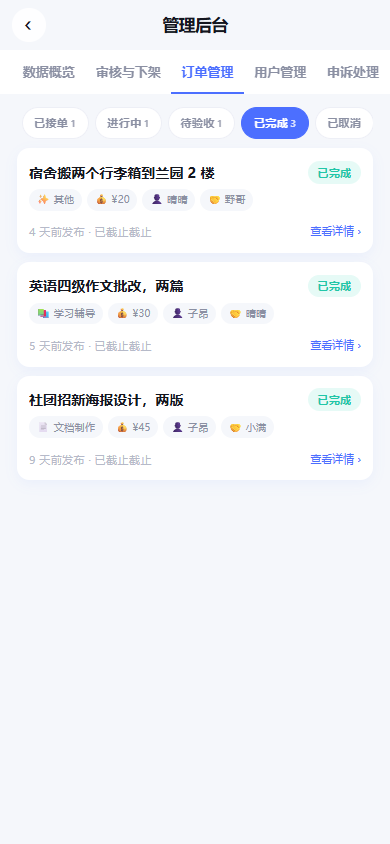 管理后台
数据概览 审核与下架 订单管理 用户管理 申诉处理
已接单 1 进行中 1 待验收 1 已完成 3 已取消
宿舍搬两个行李箱到兰园 2 楼 已完成
其他 ¥20 晴晴 野哥
4 天前发布 · 已截止截止 查看详情 ›
英语四级作文批改，两篇 已完成
学习辅导 ¥30 子昂 晴晴
5 天前发布 · 已截止截止 查看详情 ›
社团招新海报设计，两版 已完成
文档制作 ¥45 子昂 小满
9 天前发布 · 已截止截止 查看详情 ›